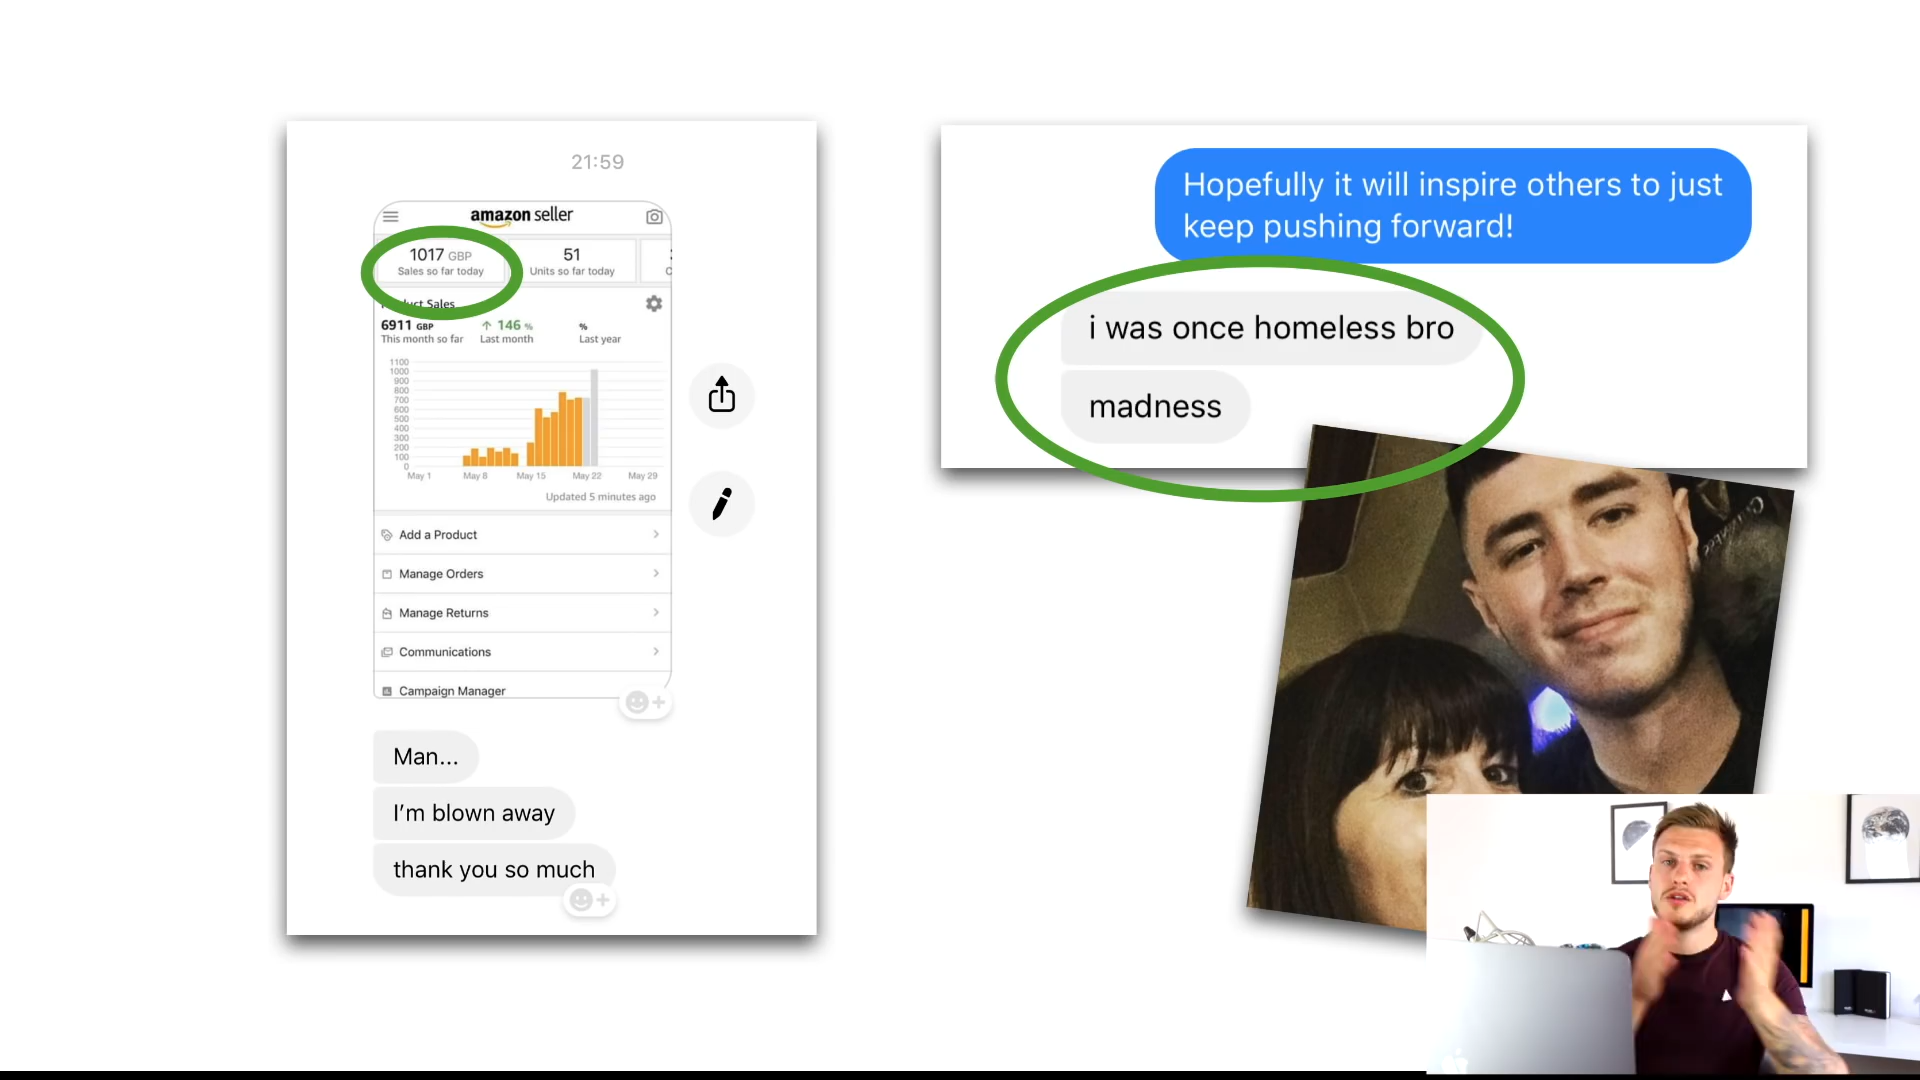 21:59
amazon seller
1017 GBP
Sales so far today
51
Units so far today
Sales
6911 GBP
This month so far
↑ 146 %
Last month
%
Last year
1100
1000
900
800
700
600
500
400
300
200
100
0
May 1
May 8
May 15
May 22
May 29
Updated 5 minutes ago
Add a Product
Manage Orders
Manage Returns
Communications
Campaign Manager
Man...
I'm blown away
thank you so much
Hopefully it will inspire others to just
keep pushing forward!
i was once homeless bro
madness